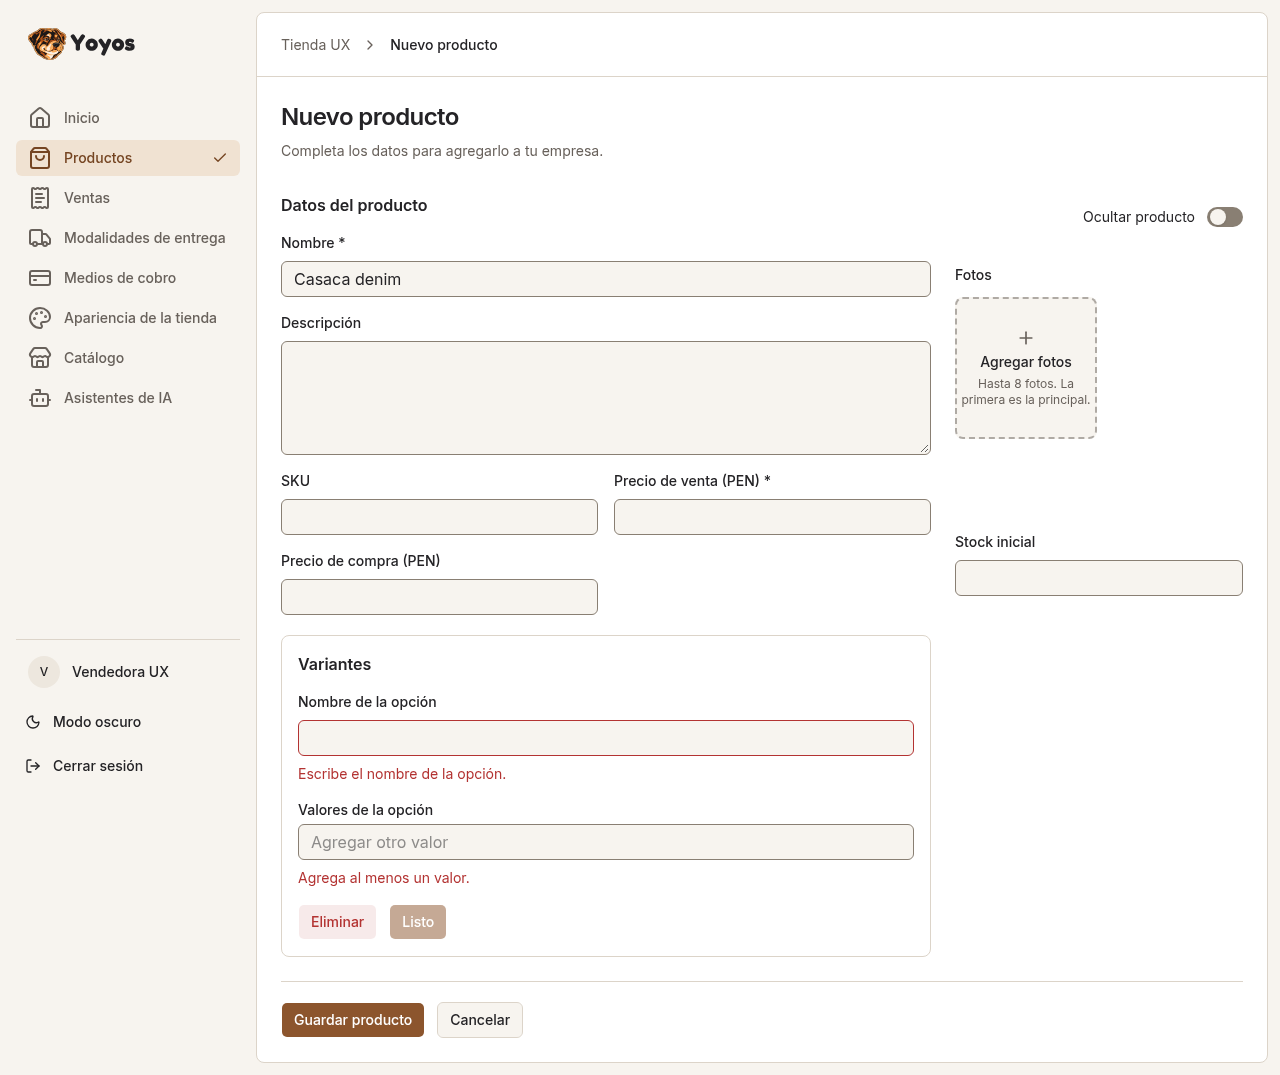 Yoyos
Inicio
Productos
Ventas
Modalidades de entrega
Medios de cobro
Apariencia de la tienda
Catálogo
Asistentes de IA
V
Vendedora UX
Modo oscuro
Cerrar sesión
Tienda UX > Nuevo producto
Nuevo producto
Completa los datos para agregarlo a tu empresa.
Datos del producto
Ocultar producto
Nombre *
Casaca denim
Descripción
Fotos
Agregar fotos
Hasta 8 fotos. La
primera es la principal.
SKU
Precio de venta (PEN) *
Precio de compra (PEN)
Stock inicial
Variantes
Nombre de la opción
Escribe el nombre de la opción.
Valores de la opción
Agregar otro valor
Agrega al menos un valor.
Eliminar
Listo
Guardar producto
Cancelar